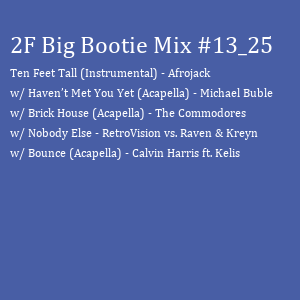 2F Big Bootie Mix #13_25
Ten Feet Tall (Instrumental) - Afrojack
w/ Haven't Met You Yet (Acapella) - Michael Buble
w/ Brick House (Acapella) - The Commodores
w/ Nobody Else - RetroVision vs. Raven & Kreyn
w/ Bounce (Acapella) - Calvin Harris ft. Kelis